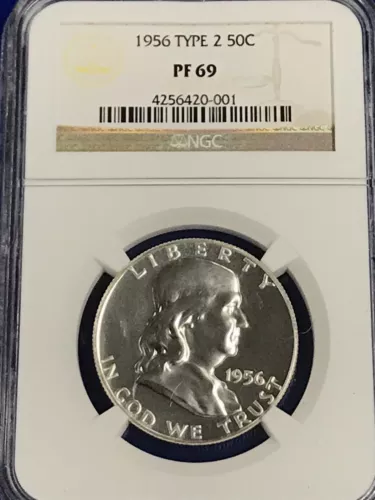 1956 TYPE 2 50C
PF 69
4256420-001
NGC
LIBERTY
1956
IN GOD WE TRUST